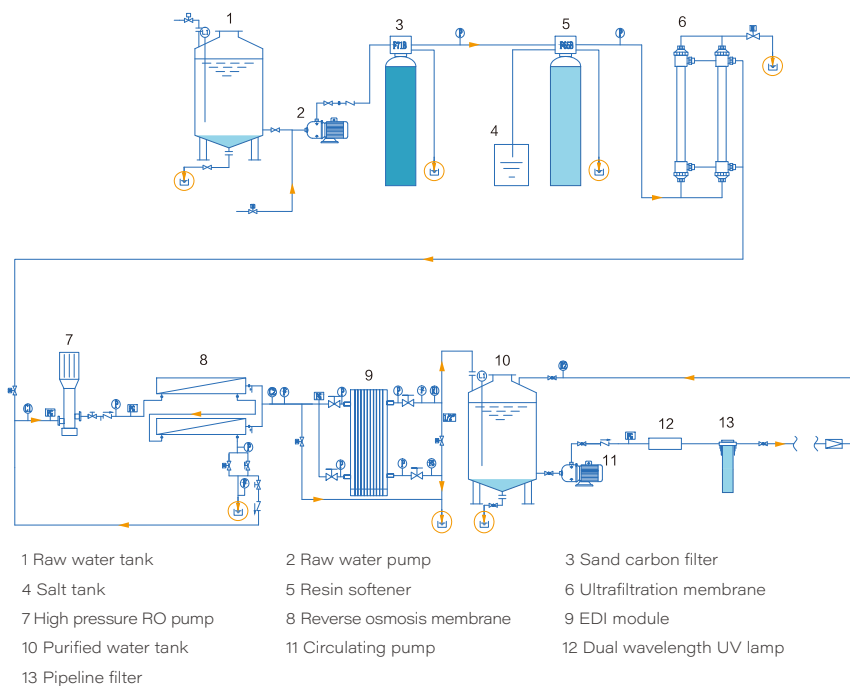 1
2
3
4
5
6
P
P
7
8
9
10
11
12
13
P
P
P
P
P
P
P
P
P
1 Raw water tank 2 Raw water pump 3 Sand carbon filter
4 Salt tank 5 Resin softener 6 Ultrafiltration membrane
7 High pressure RO pump 8 Reverse osmosis membrane 9 EDI module
10 Purified water tank 11 Circulating pump 12 Dual wavelength UV lamp
13 Pipeline filter